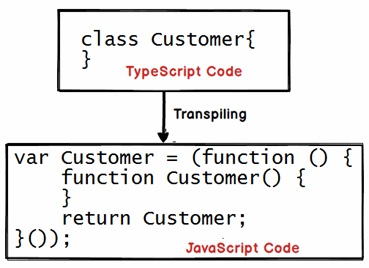 class Customer{
}
TypeScript Code
Transpiling
var Customer = (function () {
    function Customer() {
    }
    return Customer;
}());
JavaScript Code